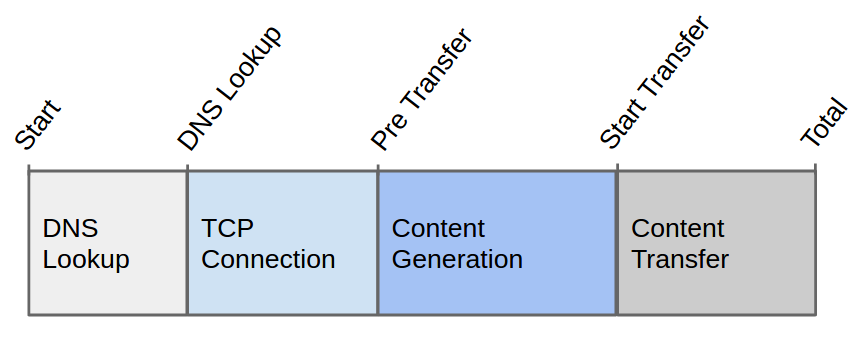 Start
DNS Lookup
Pre Transfer
Start Transfer
Total
DNS
Lookup
TCP
Connection
Content
Generation
Content
Transfer